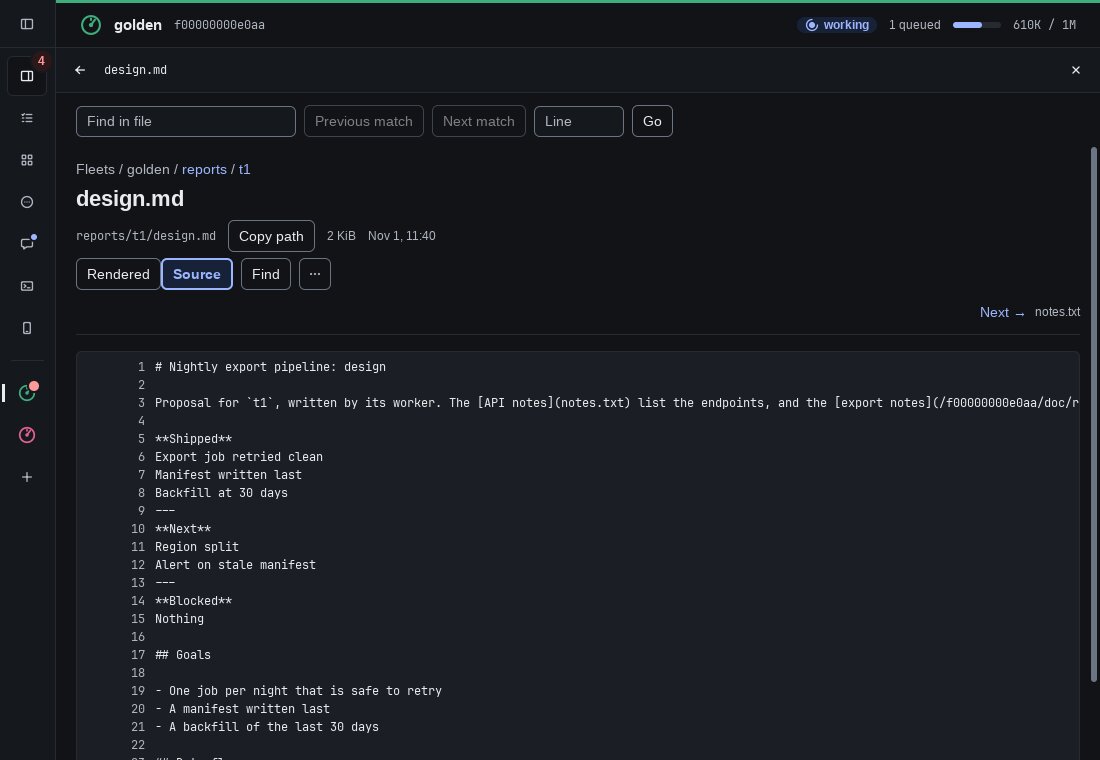 golden f00000000e0aa working 1 queued 610K / 1M
4
design.md
Find in file Previous match Next match Line Go
Fleets / golden / reports / t1
design.md
reports/t1/design.md Copy path 2 KiB Nov 1, 11:40
Rendered Source Find ···
Next → notes.txt
1 # Nightly export pipeline: design
2
3 Proposal for `t1`, written by its worker. The [API notes](notes.txt) list the endpoints, and the [export notes](/f00000000e0aa/doc/r
4
5 **Shipped**
6 Export job retried clean
7 Manifest written last
8 Backfill at 30 days
9 ---
10 **Next**
11 Region split
12 Alert on stale manifest
13 ---
14 **Blocked**
15 Nothing
16
17 ## Goals
18
19 - One job per night that is safe to retry
20 - A manifest written last
21 - A backfill of the last 30 days
22